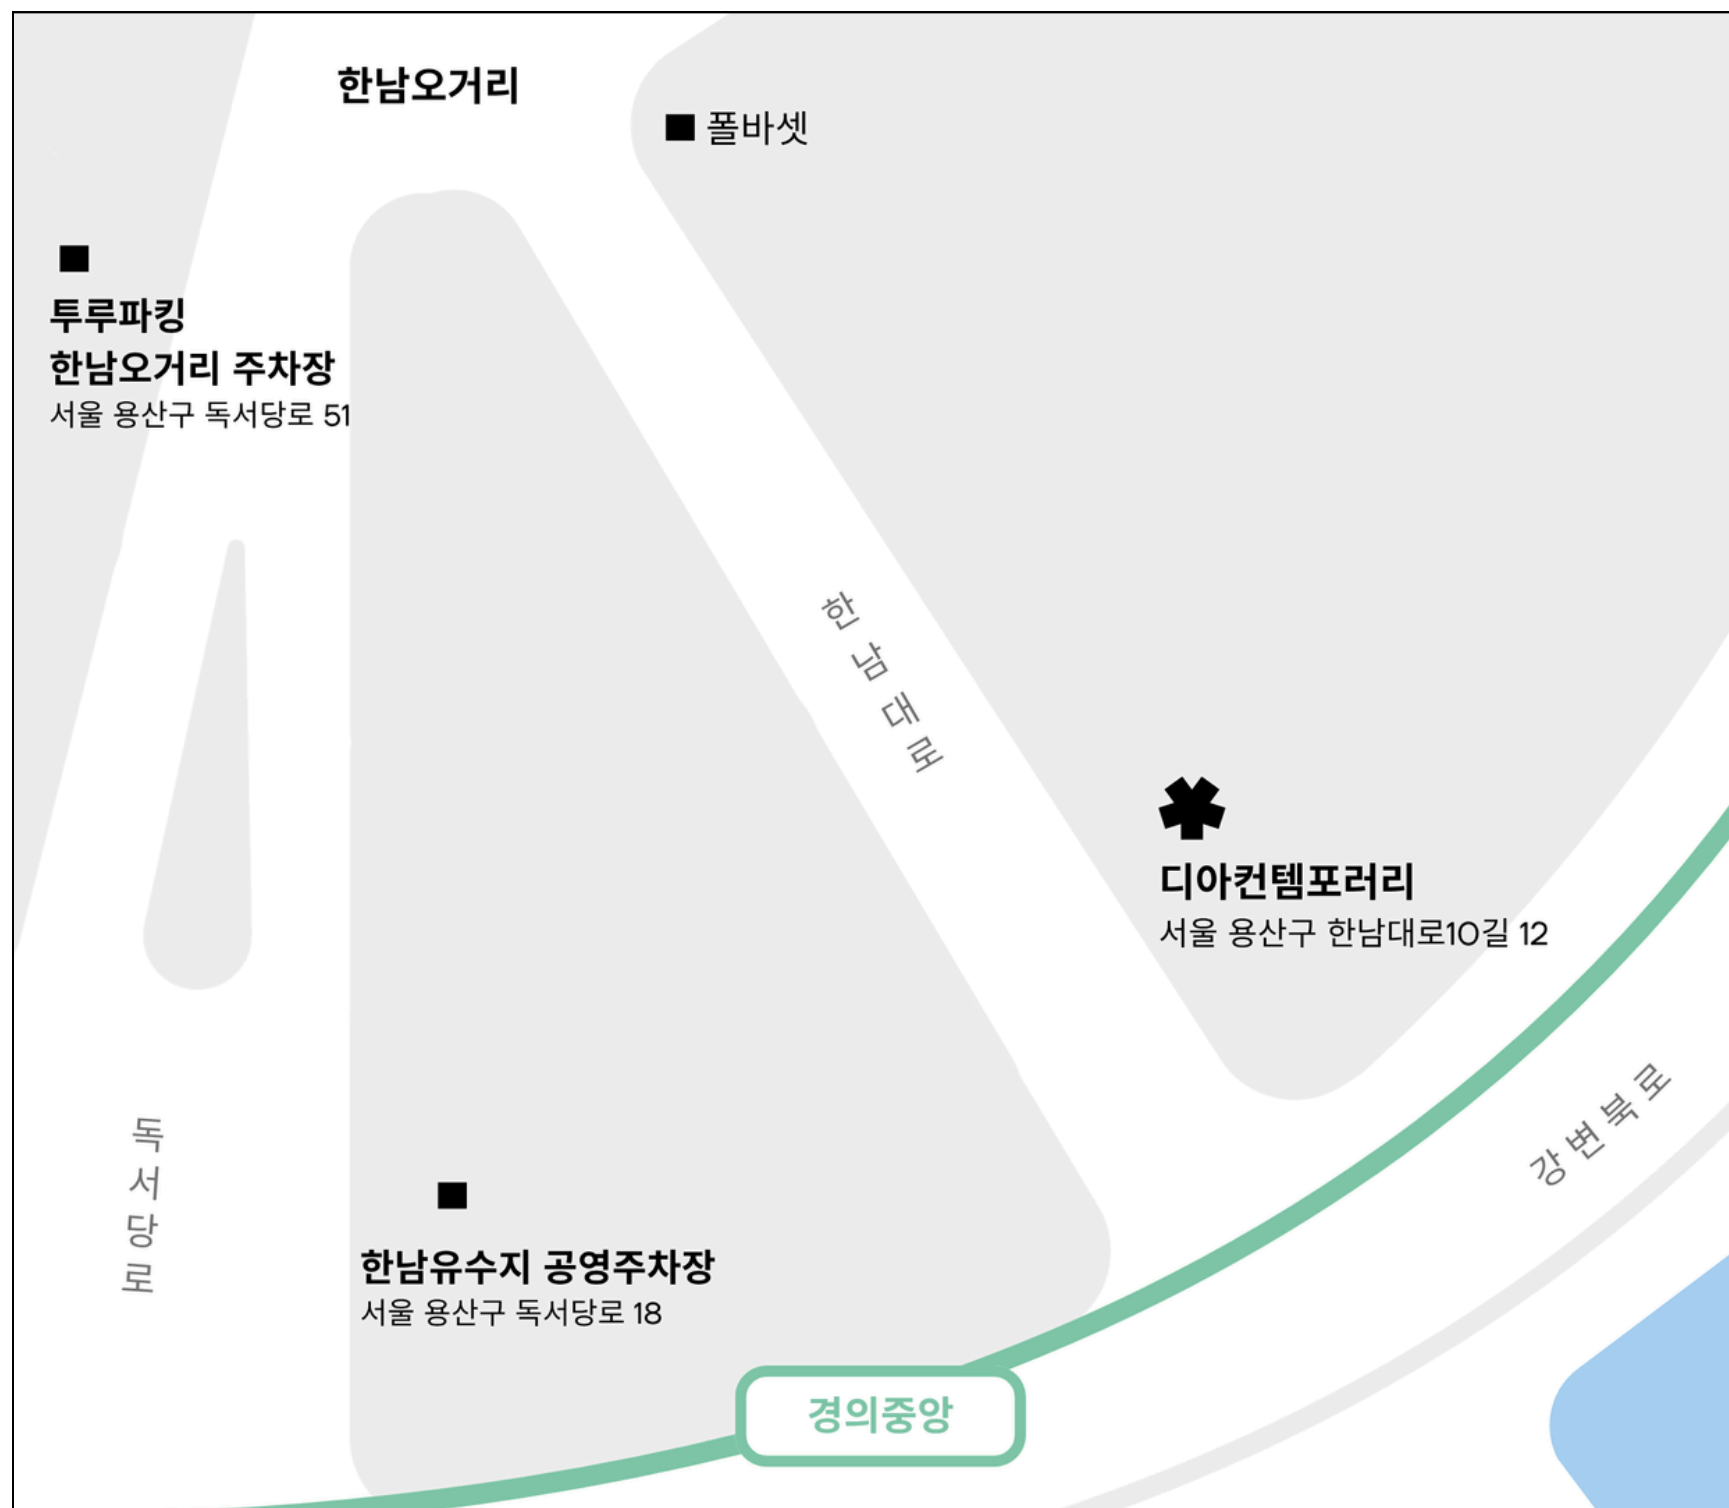 한남오거리
폴바셋
투루파킹
한남오거리 주차장
서울 용산구 독서당로 51
한남대로
디아컨템포러리
서울 용산구 한남대로10길 12
강변북로
독서당로
한남유수지 공영주차장
서울 용산구 독서당로 18
경의중앙